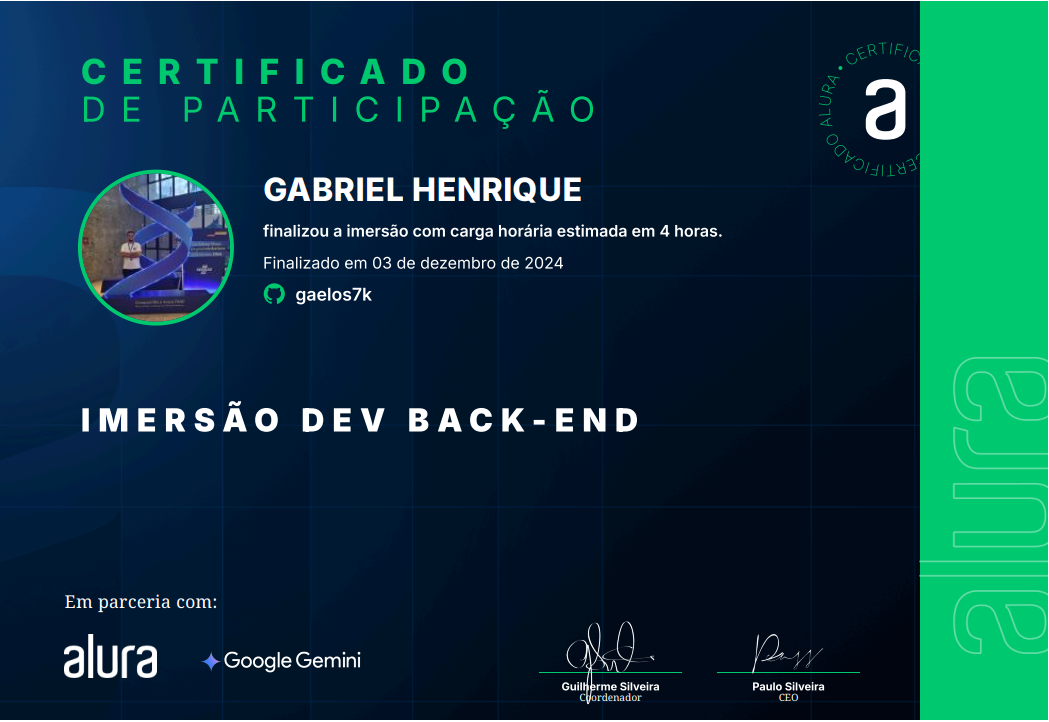 CERTIFICADO
DE PARTICIPAÇÃO
CERTIFICADO ALURA • CERTIFIC
a
GABRIEL HENRIQUE
finalizou a imersão com carga horária estimada em 4 horas.
Finalizado em 03 de dezembro de 2024
gaelos7k
IMERSÃO DEV BACK-END
Em parceria com:
alura
Google Gemini
Guilherme Silveira
Coordenador
Paulo Silveira
CEO
alura